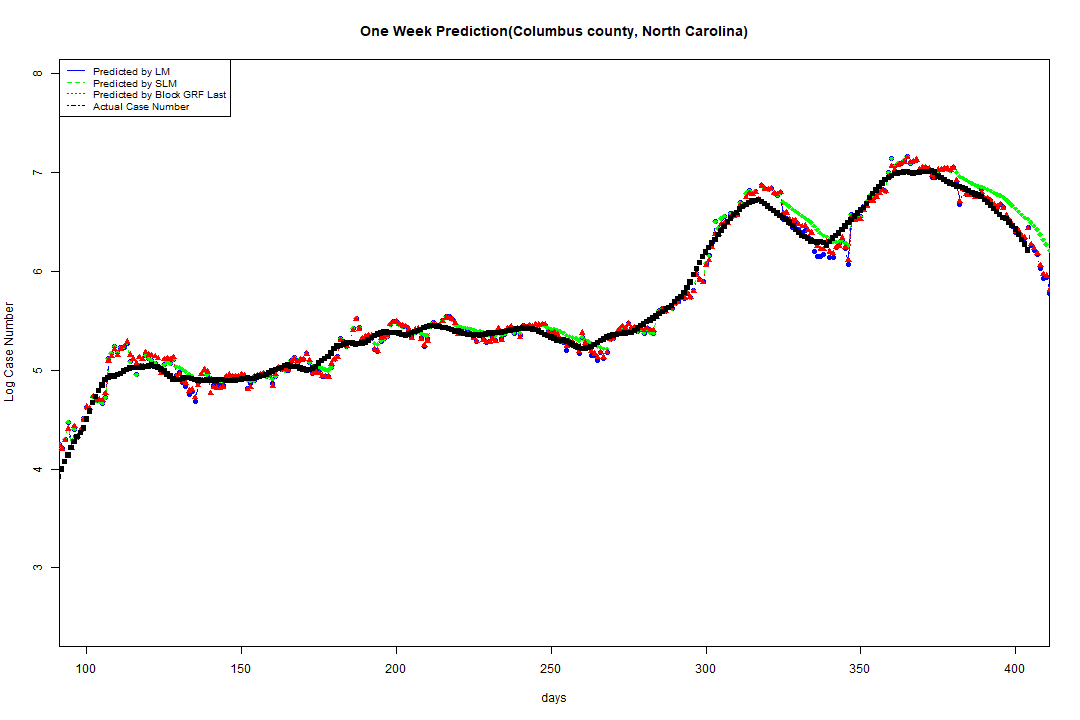 One Week Prediction(Columbus county, North Carolina)
Predicted by LM
Predicted by SLM
Predicted by Block GRF Last
Actual Case Number
Log Case Number
8
7
6
5
4
3
100 150 200 250 300 350 400
days